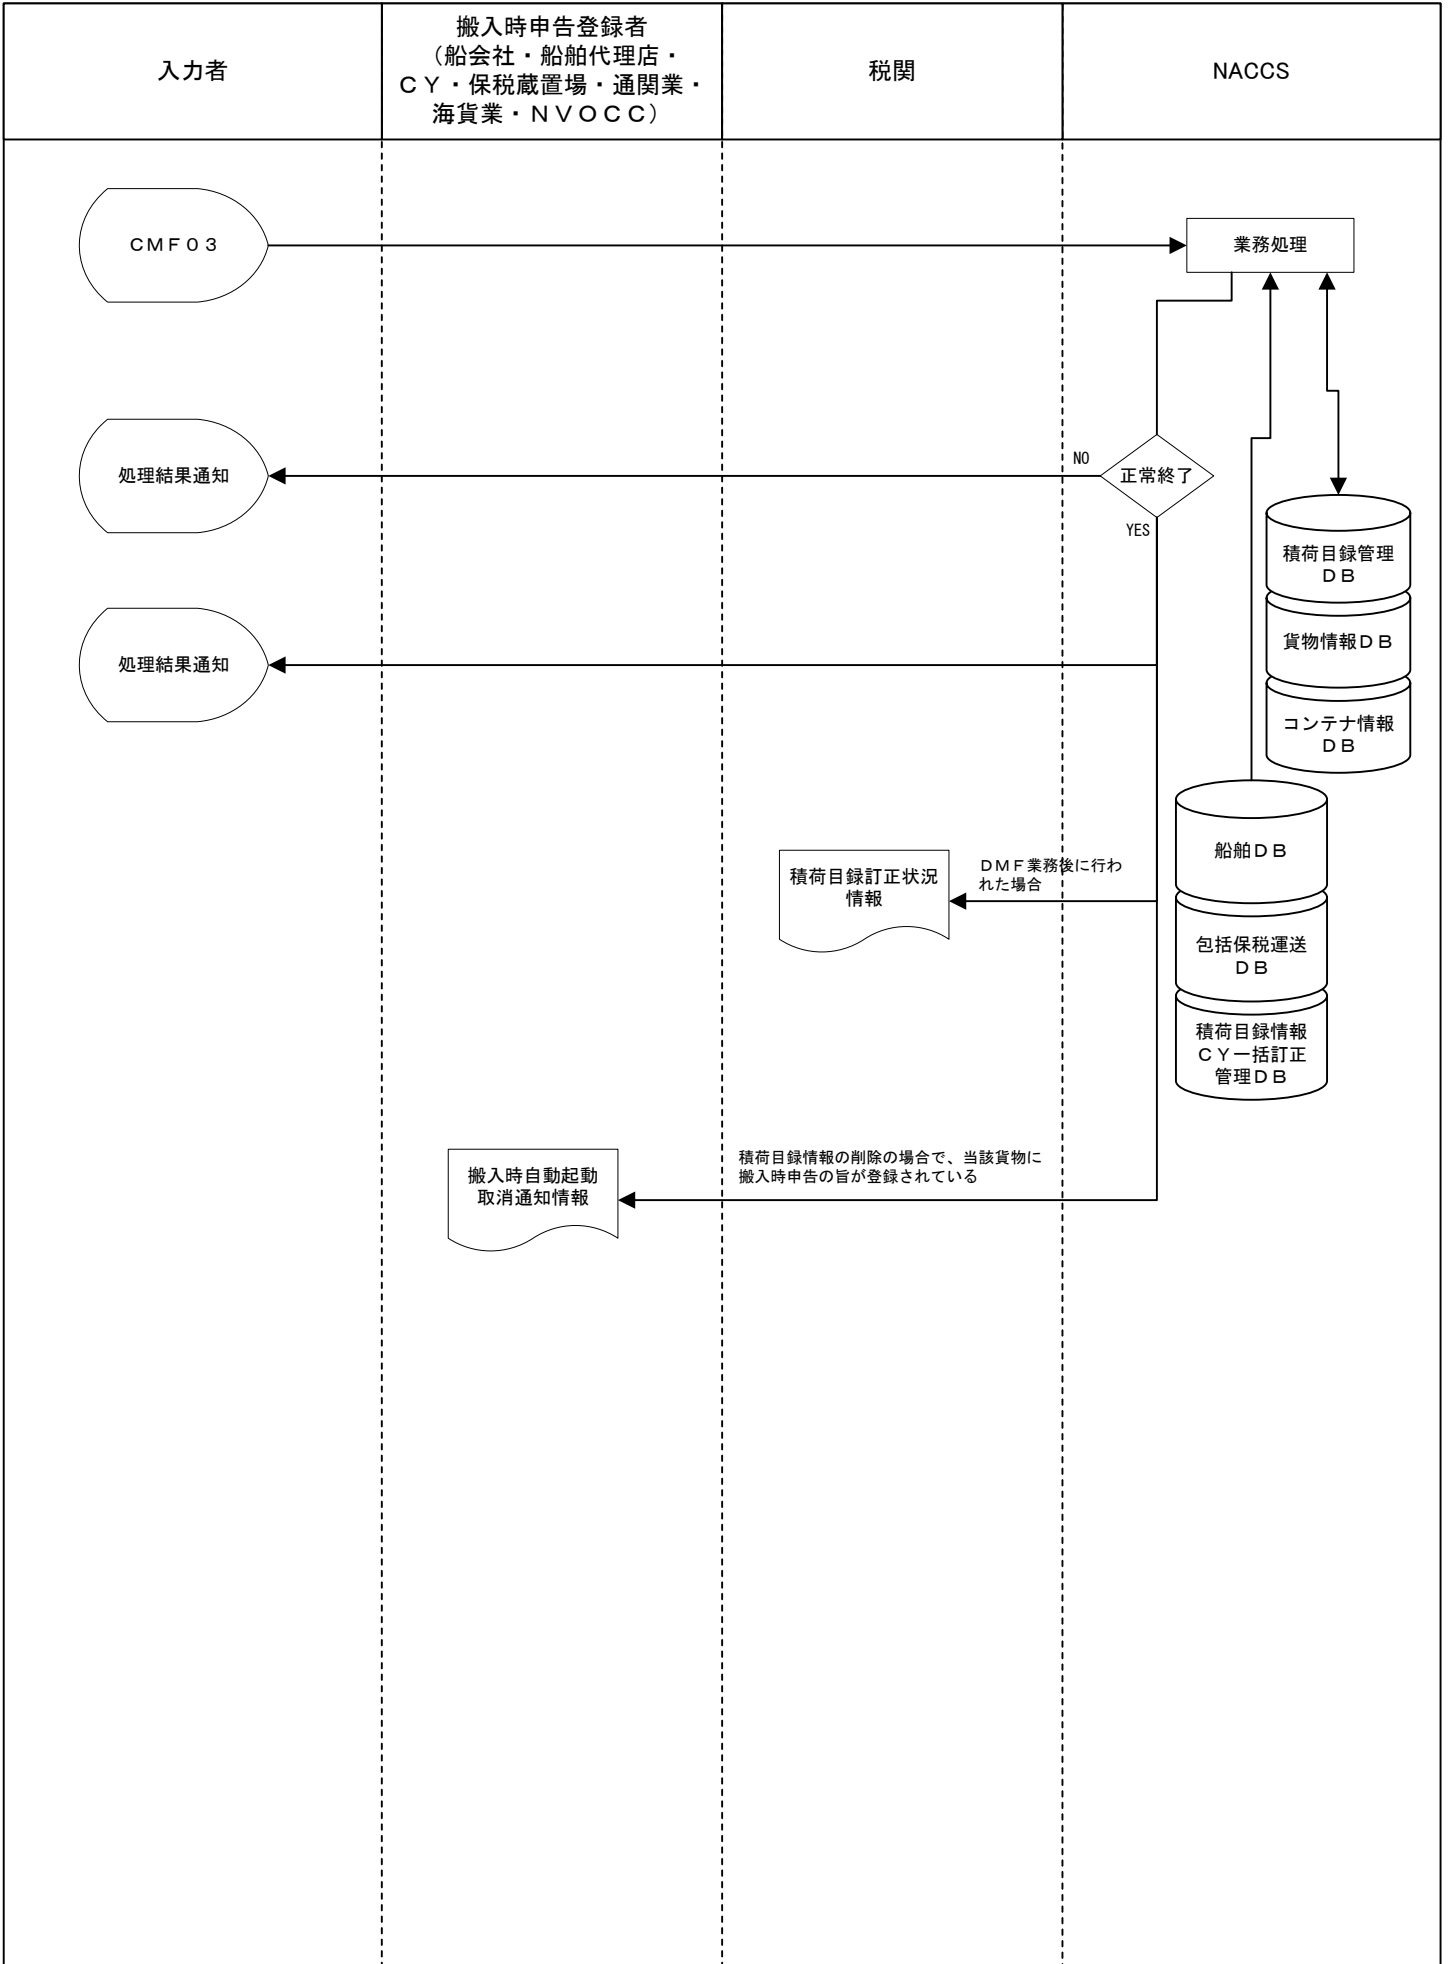 入力者
搬入時申告登録者
（船会社・船舶代理店・
ＣＹ・保税蔵置場・通関業・
海貨業・ＮＶＯＣＣ）
税関
NACCS
ＣＭＦ０３
業務処理
処理結果通知
NO
正常終了
YES
積荷目録管理
ＤＢ
貨物情報ＤＢ
コンテナ情報
ＤＢ
処理結果通知
船舶ＤＢ
包括保税運送
ＤＢ
積荷目録情報
ＣＹ一括訂正
管理ＤＢ
積荷目録訂正状況
情報
ＤＭＦ業務後に行わ
れた場合
搬入時自動起動
取消通知情報
積荷目録情報の削除の場合で、当該貨物に
搬入時申告の旨が登録されている